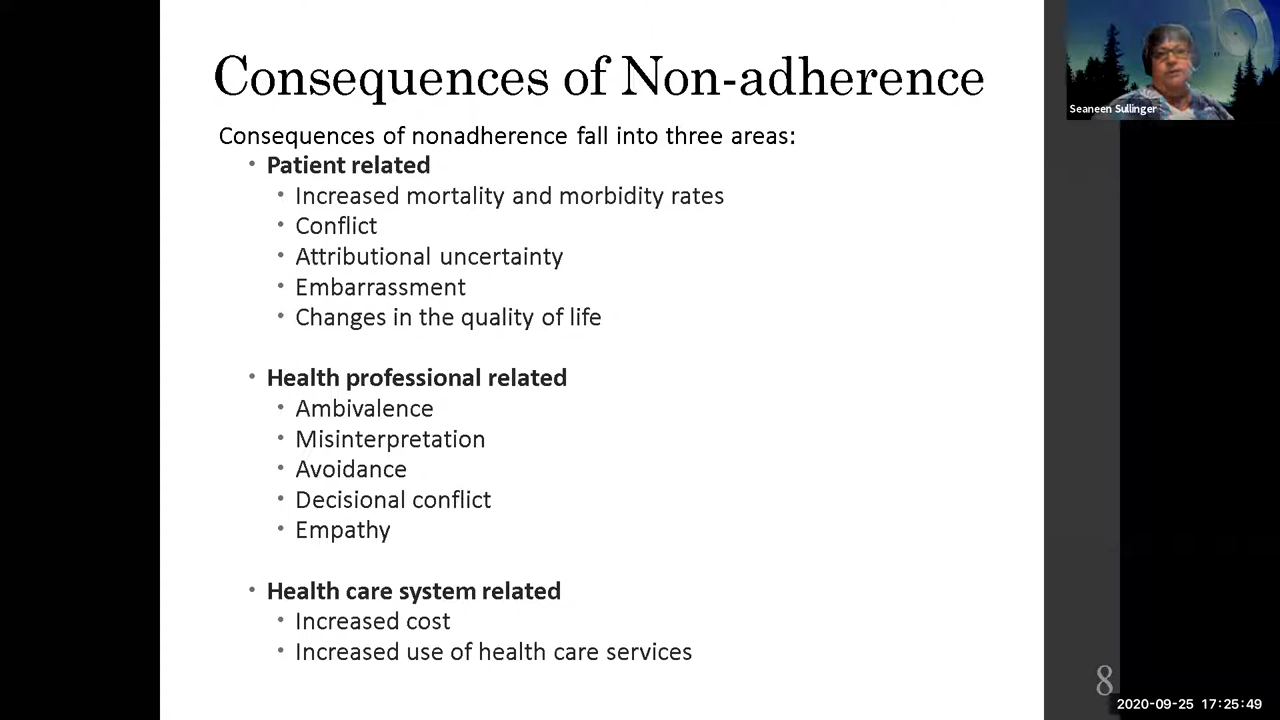 Consequences of Non-adherence
Consequences of nonadherence fall into three areas:
• Patient related
• Increased mortality and morbidity rates
• Conflict
• Attributional uncertainty
• Embarrassment
• Changes in the quality of life
• Health professional related
• Ambivalence
• Misinterpretation
• Avoidance
• Decisional conflict
• Empathy
• Health care system related
• Increased cost
• Increased use of health care services
Seaneen Sullinger
8
2020-09-25 17:25:49